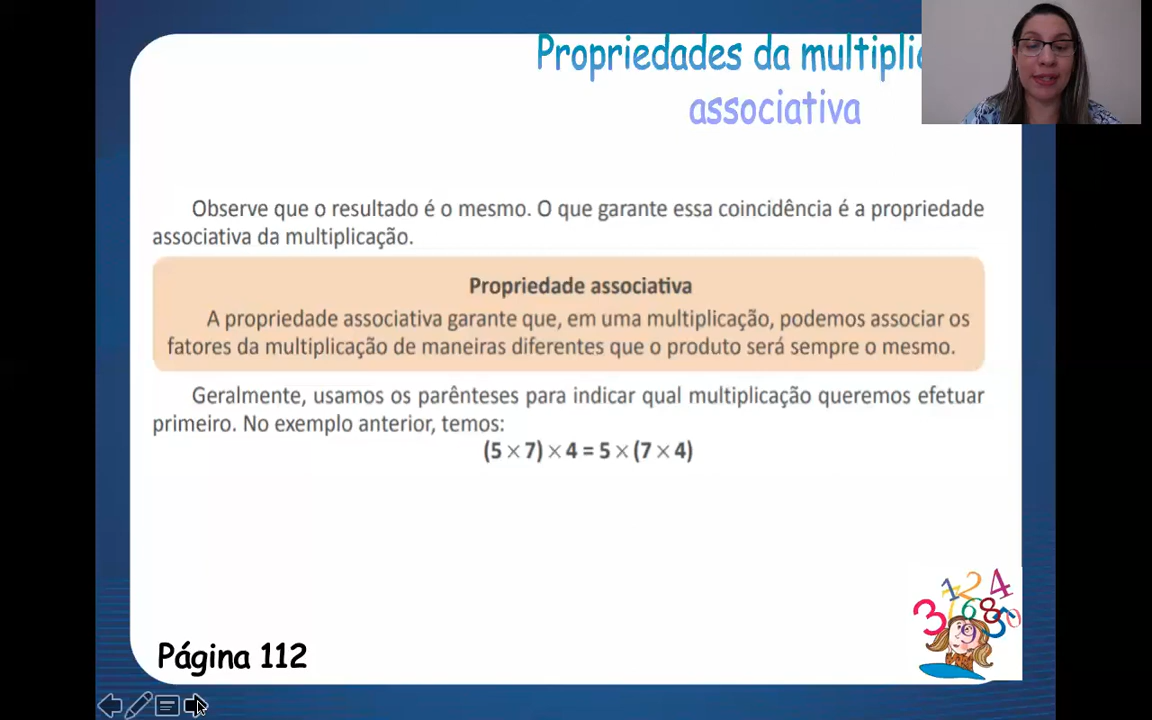 Propriedades da
associativa
Observe que o resultado é o mesmo. O que garante essa coincidência é a propriedade
associativa da multiplicação.
Propriedade associativa
A propriedade associativa garante que, em uma multiplicação, podemos associar os
fatores da multiplicação de maneiras diferentes que o produto será sempre o mesmo.
Geralmente, usamos os parênteses para indicar qual multiplicação queremos efetuar
primeiro. No exemplo anterior, temos:
(5 × 7) × 4 = 5 × (7 × 4)
Página 112